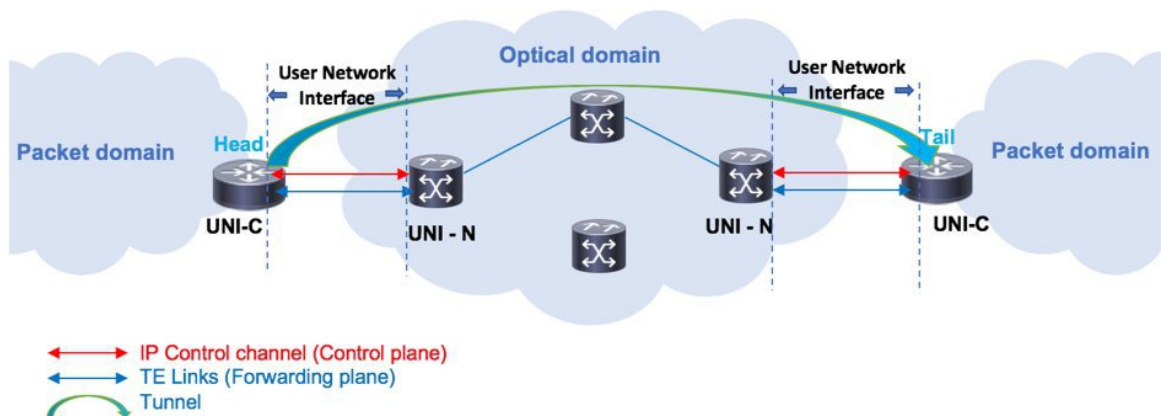 Optical domain
User Network
Interface
User Network
Interface
Packet domain
Head
Tail
Packet domain
UNI-C
UNI - N
UNI - N
UNI-C
IP Control channel (Control plane)
TE Links (Forwarding plane)
Tunnel